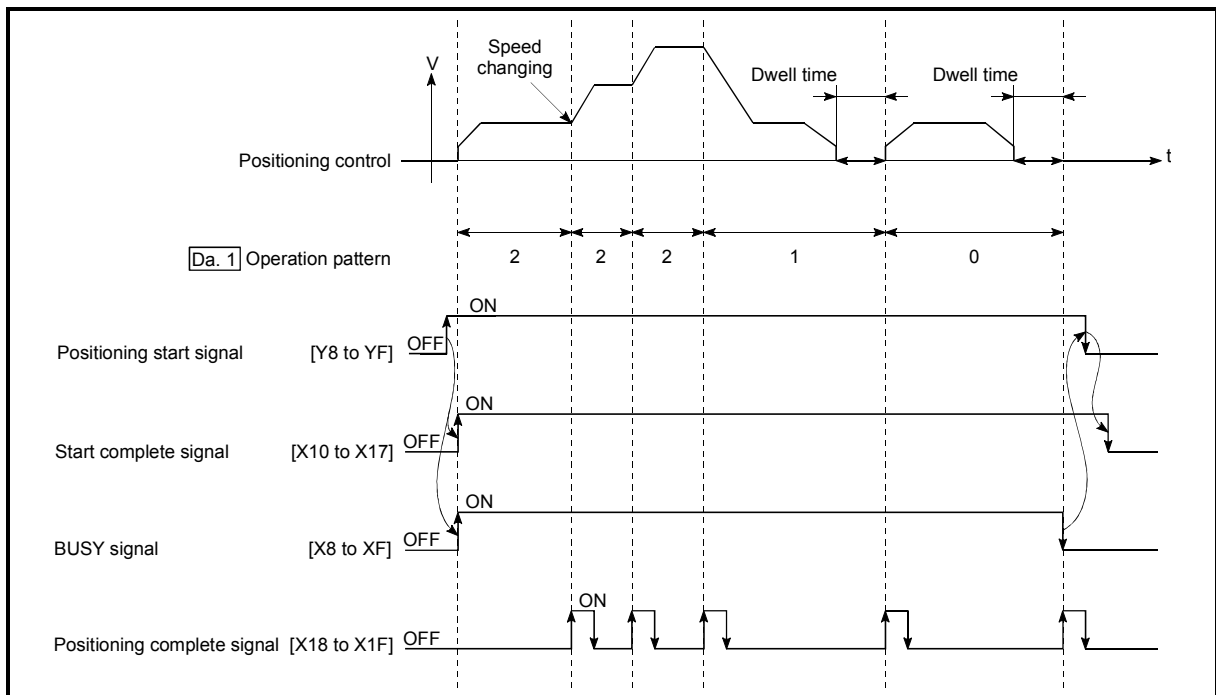 V
Speed
changing
Dwell time
Dwell time
Positioning control
t
Da. 1 Operation pattern
2
2
2
1
0
ON
Positioning start signal [Y8 to YF] OFF
ON
Start complete signal [X10 to X17] OFF
ON
BUSY signal [X8 to XF] OFF
ON
Positioning complete signal [X18 to X1F] OFF